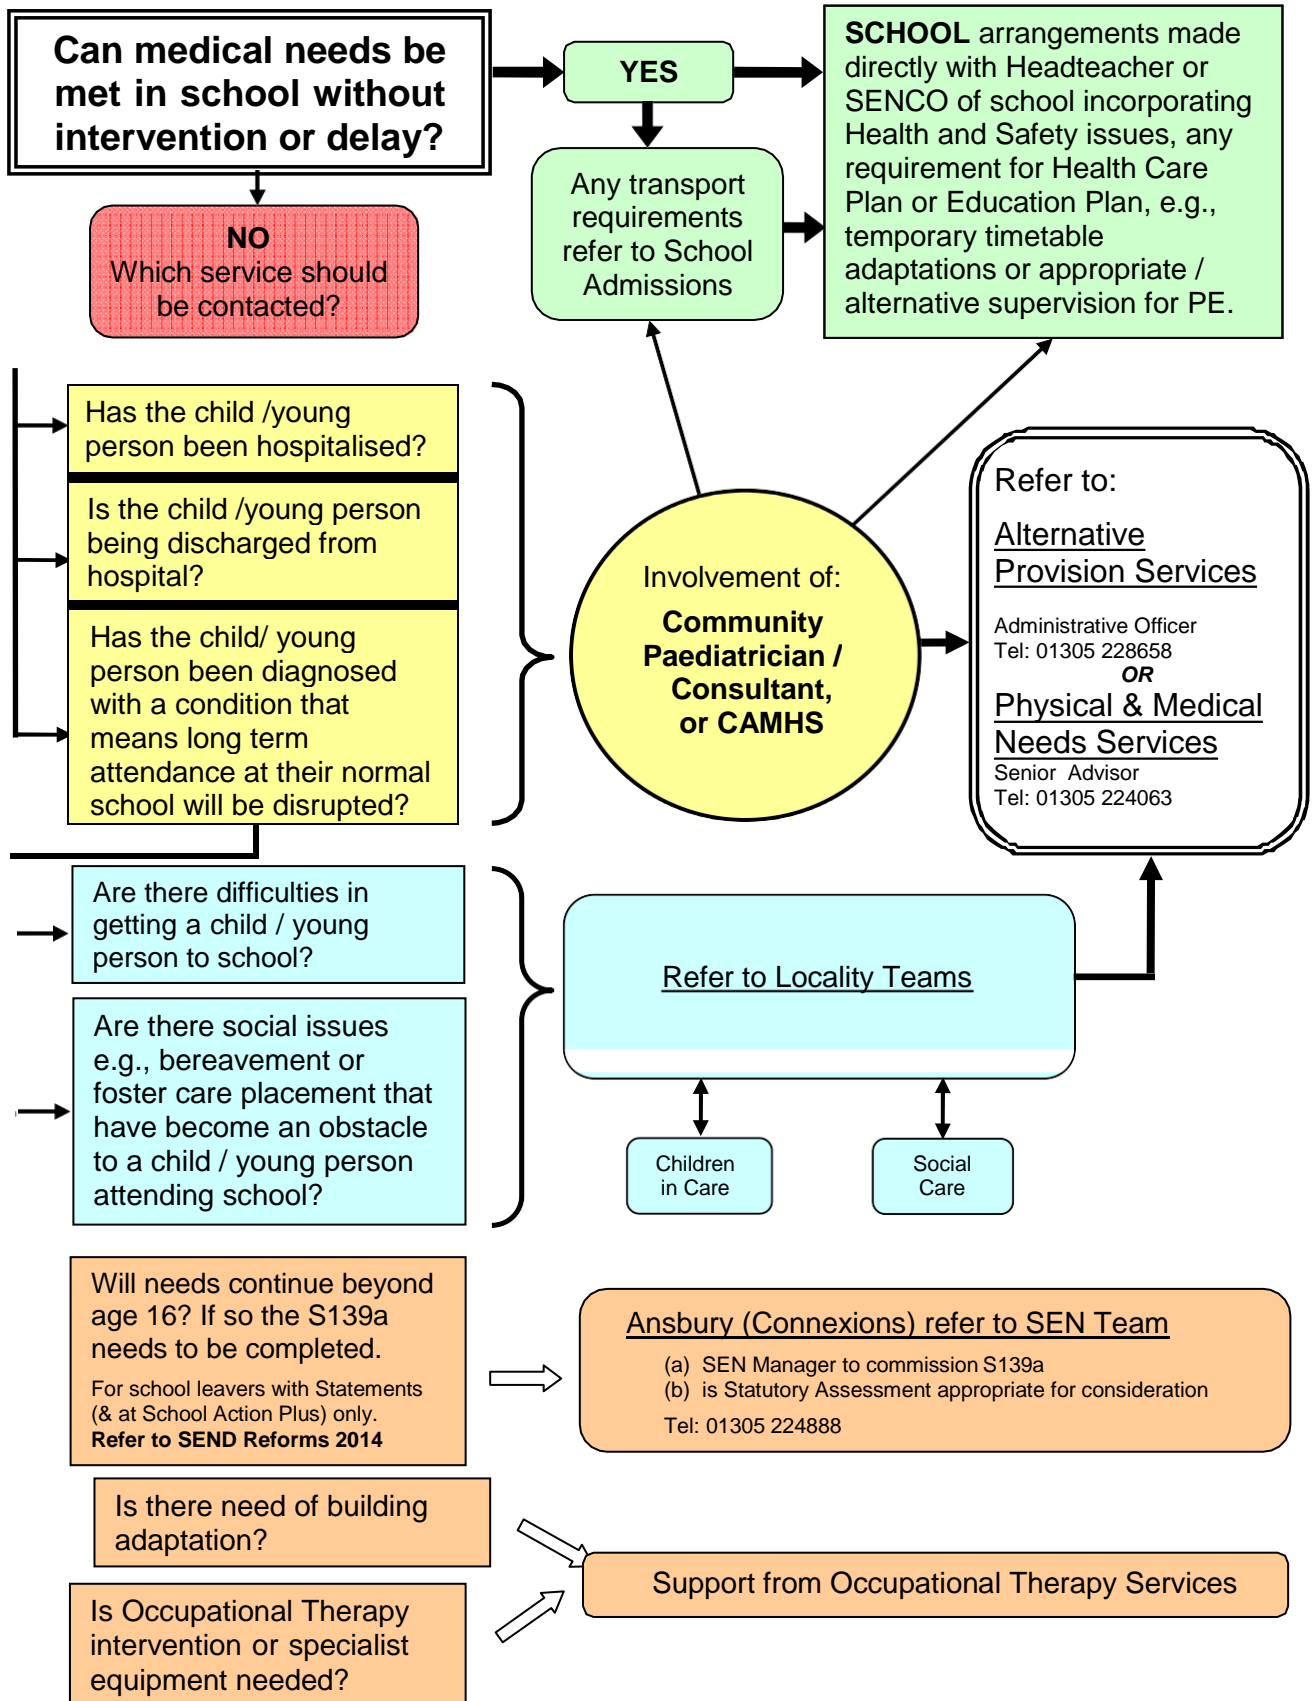 Can medical needs be
met in school without
intervention or delay?
YES
SCHOOL arrangements made
directly with Headteacher or
SENCO of school incorporating
Health and Safety issues, any
requirement for Health Care
Plan or Education Plan, e.g.,
temporary timetable
adaptations or appropriate /
alternative supervision for PE.
Any transport
requirements
refer to School
Admissions
NO
Which service should
be contacted?
Has the child /young
person been hospitalised?
Is the child /young person
being discharged from
hospital?
Has the child/ young
person been diagnosed
with a condition that
means long term
attendance at their normal
school will be disrupted?
Involvement of:
Community
Paediatrician /
Consultant,
or CAMHS
Refer to:
Alternative
Provision Services
Administrative Officer
Tel: 01305 228658
OR
Physical & Medical
Needs Services
Senior Advisor
Tel: 01305 224063
Are there difficulties in
getting a child / young
person to school?
Are there social issues
e.g., bereavement or
foster care placement that
have become an obstacle
to a child / young person
attending school?
Refer to Locality Teams
Children
in Care
Social
Care
Will needs continue beyond
age 16? If so the S139a
needs to be completed.
For school leavers with Statements
(& at School Action Plus) only.
Refer to SEND Reforms 2014
Ansbury (Connexions) refer to SEN Team
(a) SEN Manager to commission S139a
(b) is Statutory Assessment appropriate for consideration
Tel: 01305 224888
Is there need of building
adaptation?
Is Occupational Therapy
intervention or specialist
equipment needed?
Support from Occupational Therapy Services